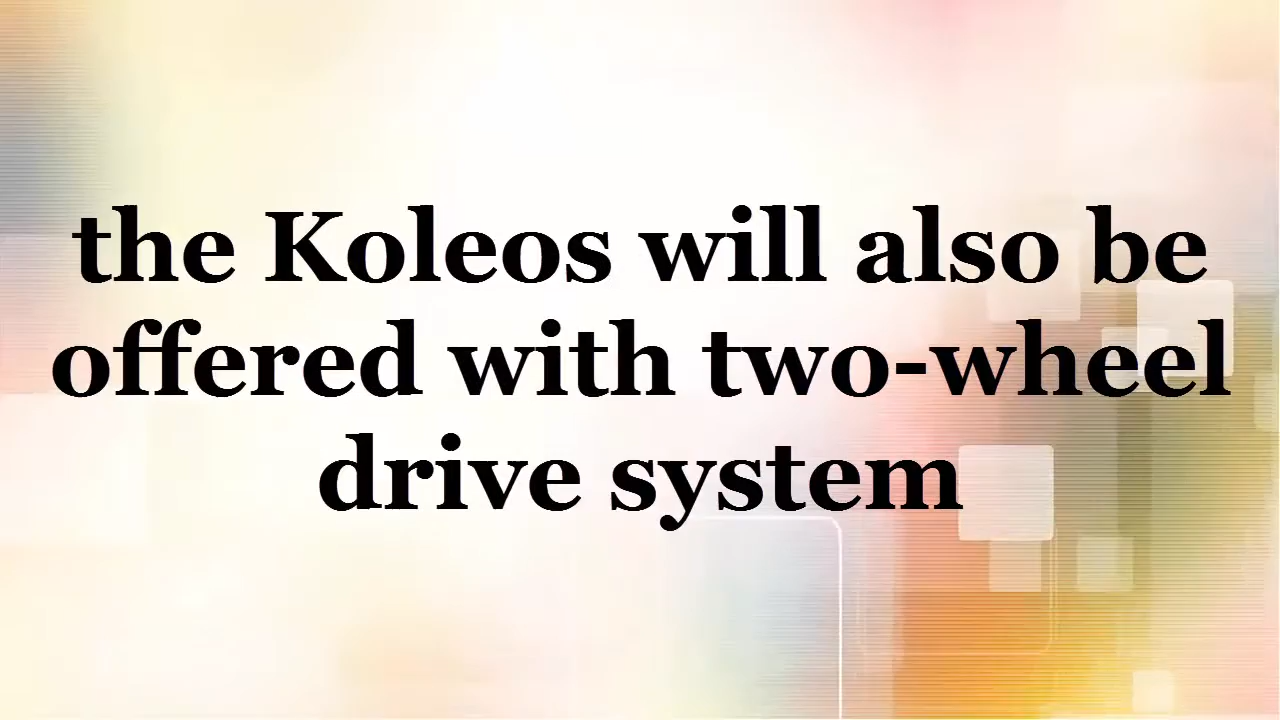 the Koleos will also be
offered with two-wheel
drive system